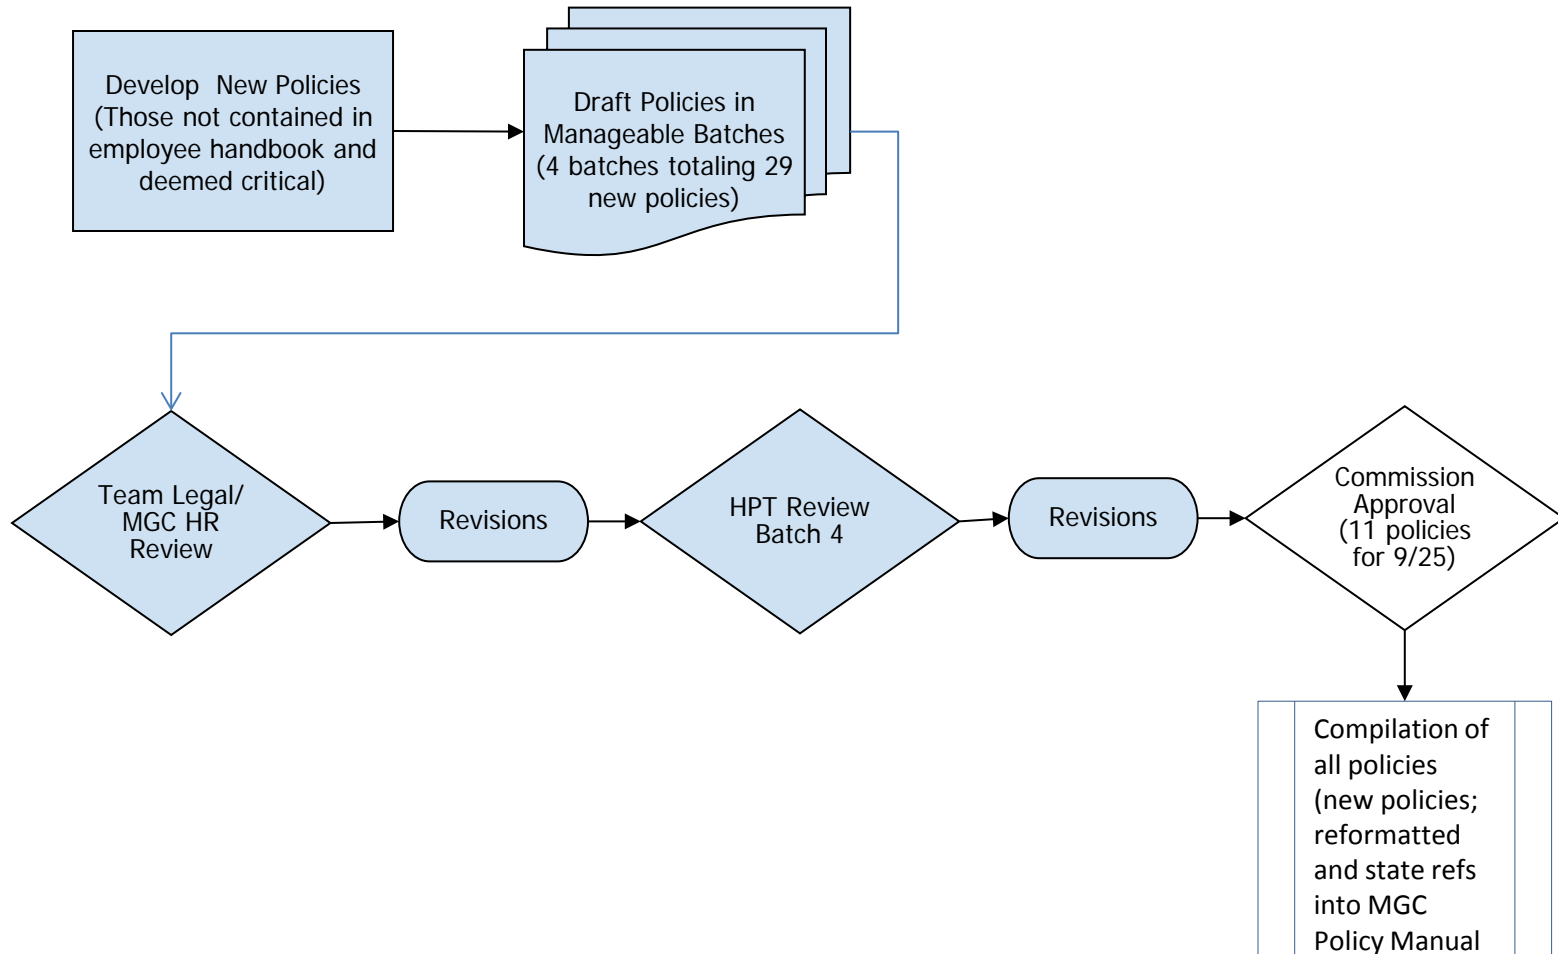 Develop  New Policies
(Those not contained in
employee handbook and
deemed critical)
Draft Policies in
Manageable Batches
(4 batches totaling 29
new policies)
Team Legal/
MGC HR
Review
Revisions
HPT Review
Batch 4
Revisions
Commission
Approval
(11 policies
for 9/25)
Compilation of
all policies
(new policies;
reformatted
and state refs
into MGC
Policy Manual